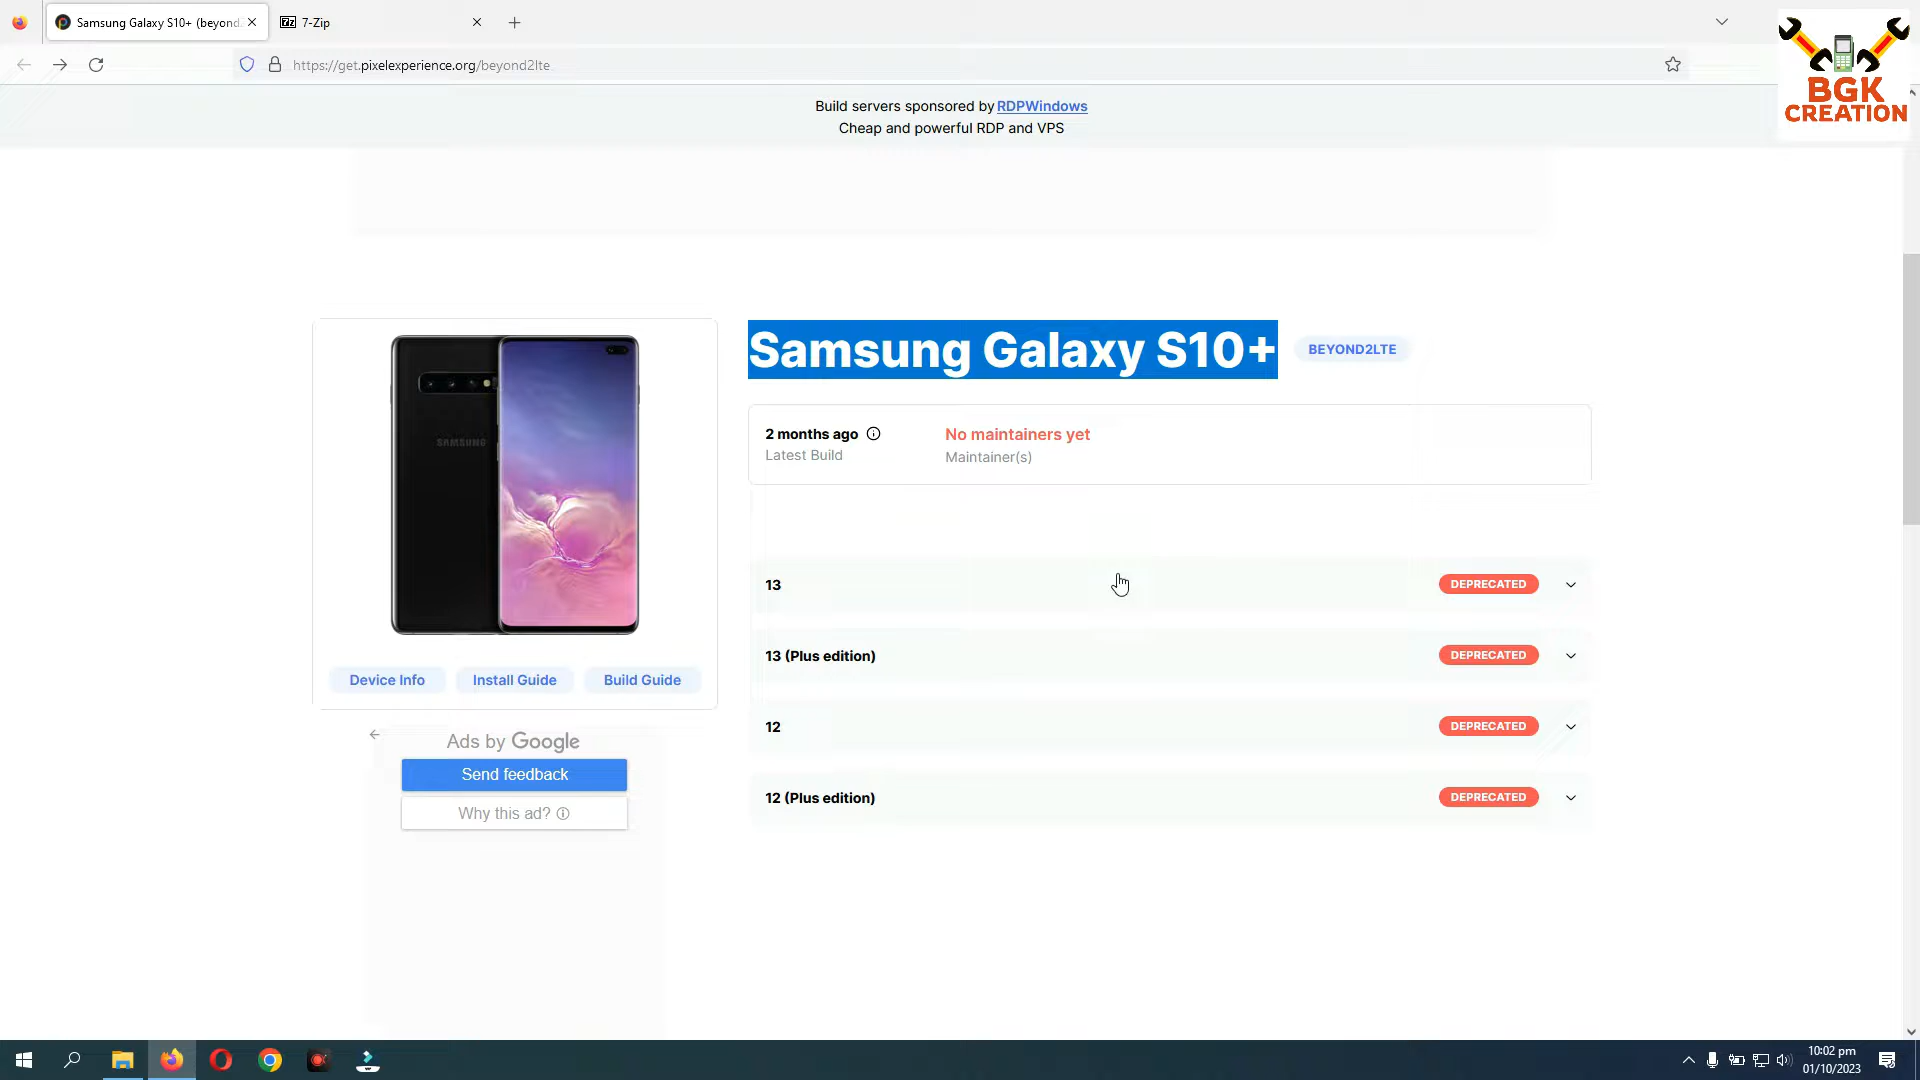 Samsung Galaxy S10+ (beyond
7z 7-Zip
https://get.pixelexperience.org/beyond2lte
BGK
CREATION
Build servers sponsored by RDPWindows
Cheap and powerful RDP and VPS
Samsung Galaxy S10+ BEYOND2LTE
SAMSUNG
2 months ago
Latest Build
No maintainers yet
Maintainer(s)
13 DEPRECATED
13 (Plus edition) DEPRECATED
12 DEPRECATED
12 (Plus edition) DEPRECATED
Device Info Install Guide Build Guide
Ads by Google
Send feedback
Why this ad?
10:02 pm
01/10/2023